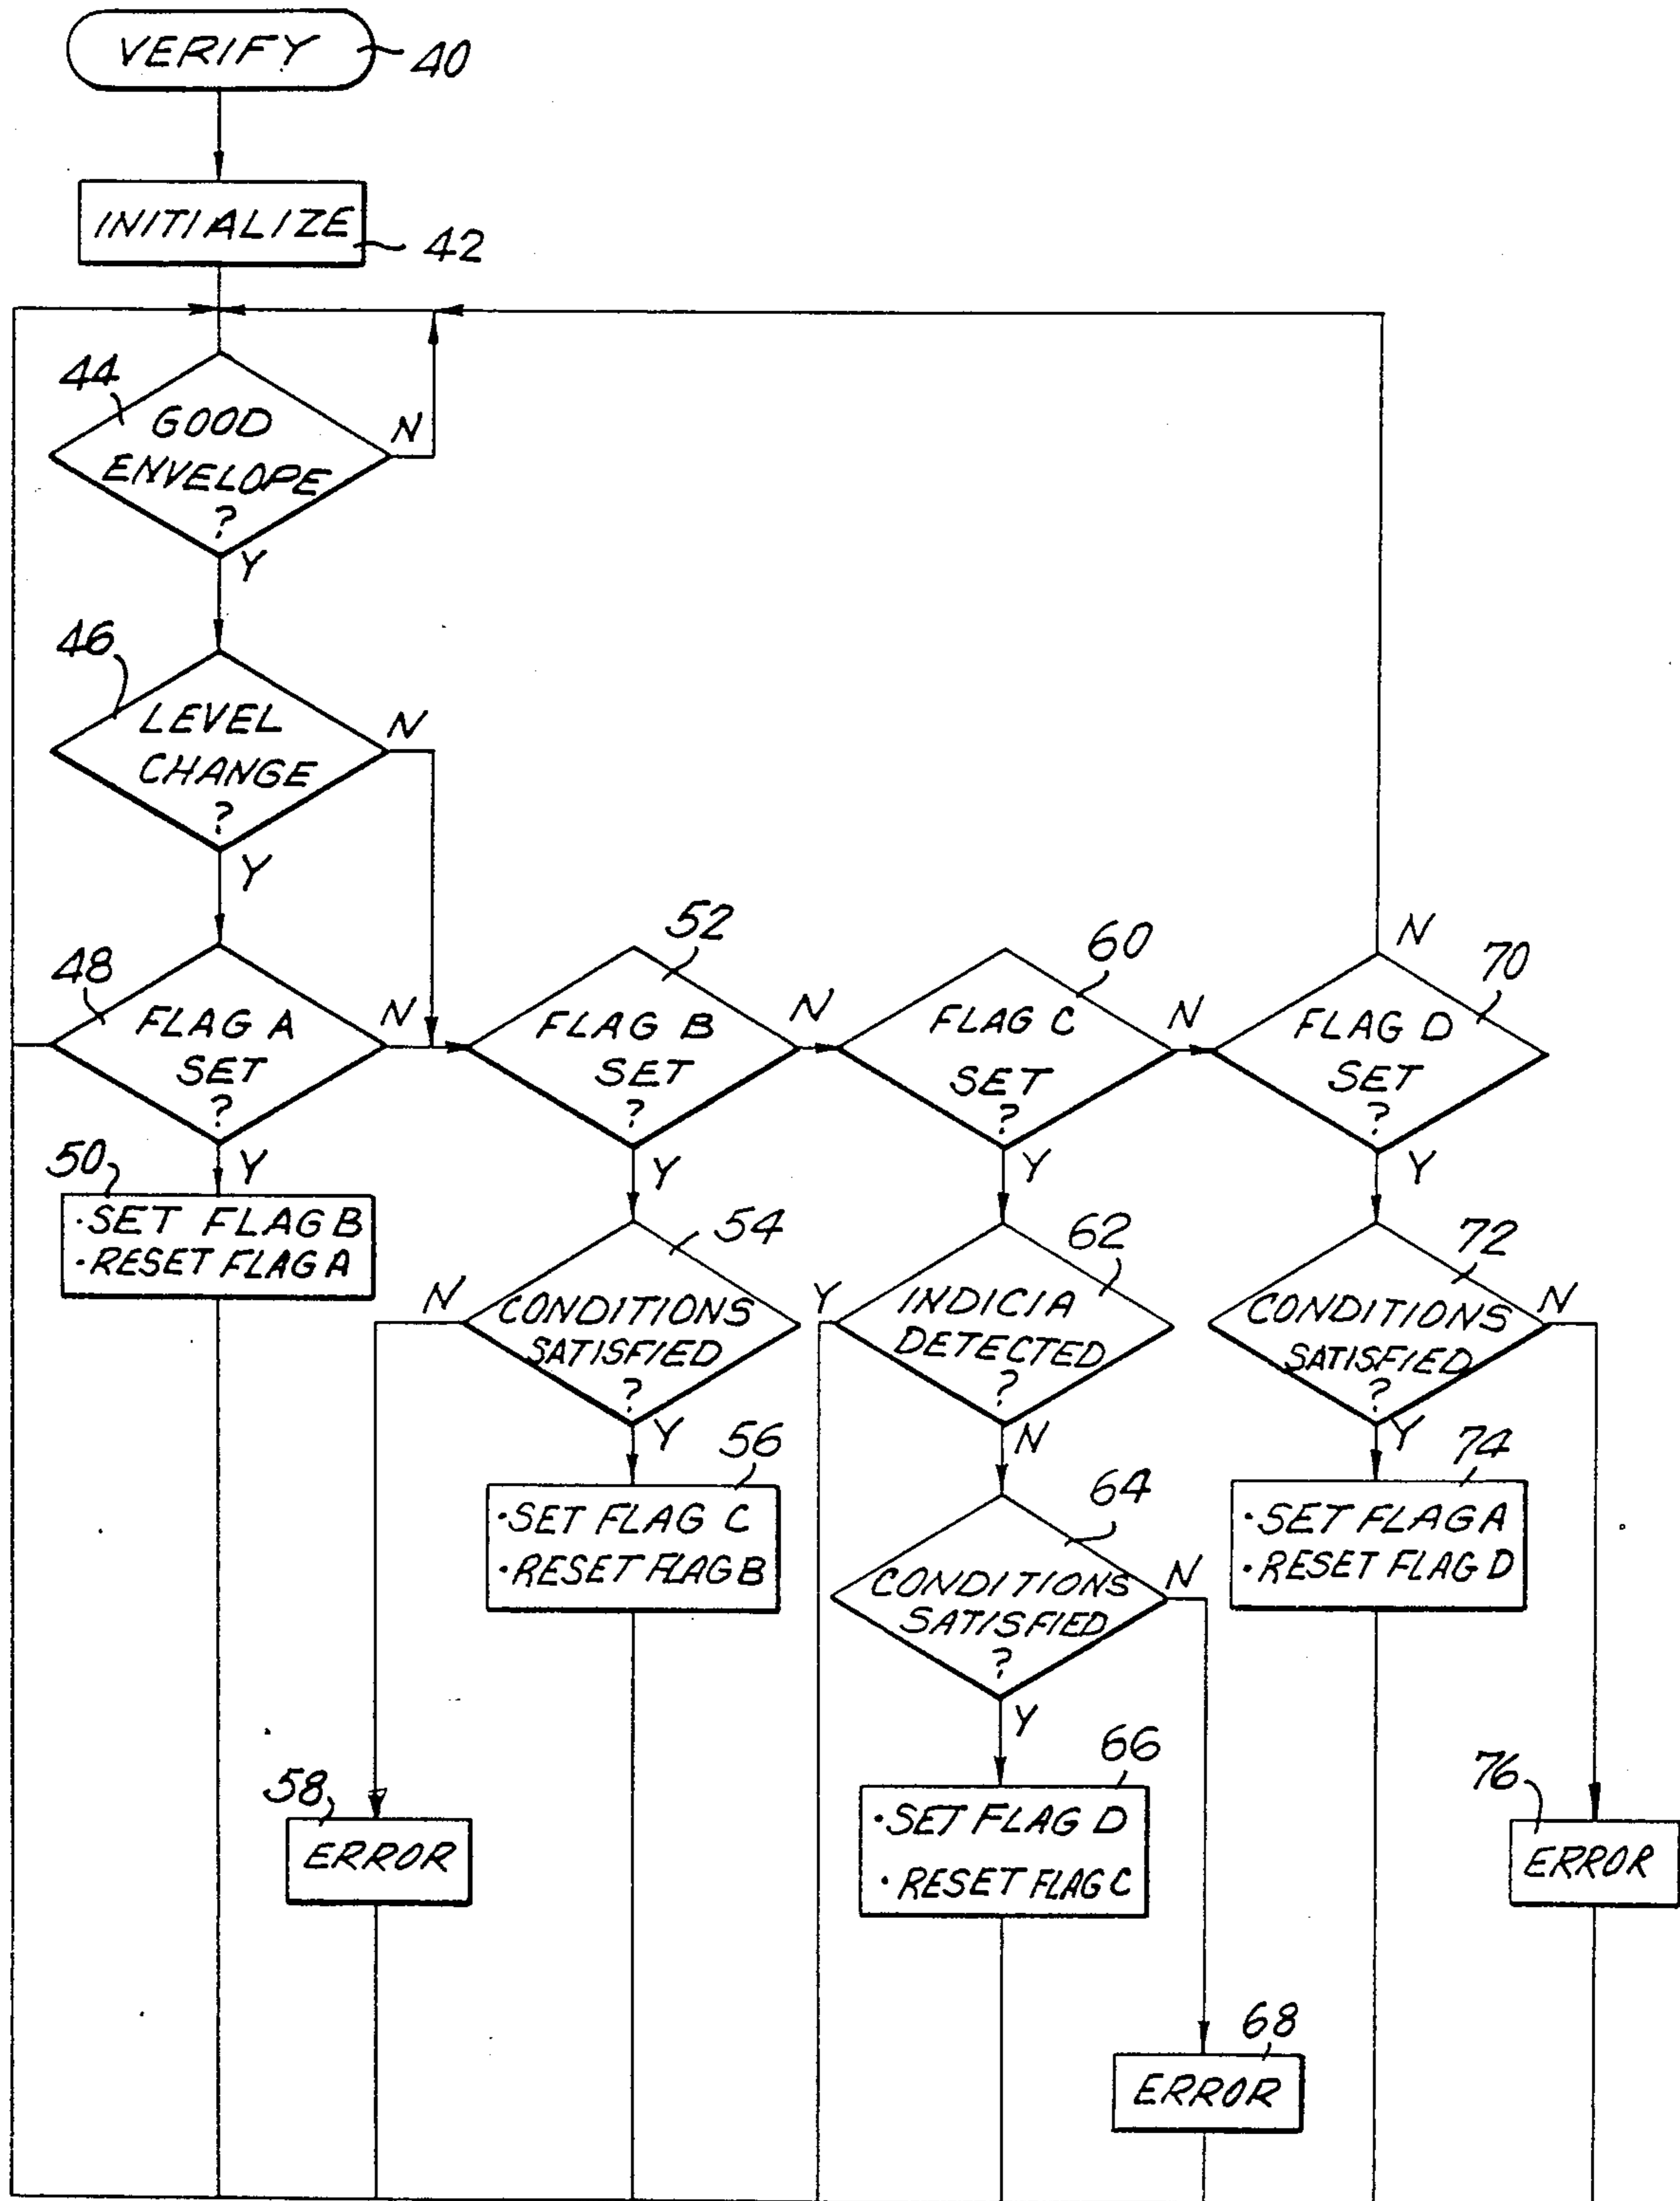 VERIFY
40
INITIALIZE
42
44
GOOD
ENVELOPE
?
N
Y
46
LEVEL
CHANGE
?
N
Y
48
FLAG A
SET
?
N
Y
50
·SET FLAG B
·RESET FLAG A
52
FLAG B
SET
?
N
Y
54
CONDITIONS
SATISFIED
?
N
Y
56
·SET FLAG C
·RESET FLAG B
58
ERROR
60
FLAG C
SET
?
N
Y
62
INDICIA
DETECTED
?
Y
N
64
CONDITIONS
SATISFIED
?
N
Y
66
·SET FLAG D
·RESET FLAG C
68
ERROR
70
FLAG D
SET
?
N
Y
72
CONDITIONS
SATISFIED
?
N
Y
74
·SET FLAG A
·RESET FLAG D
76
ERROR